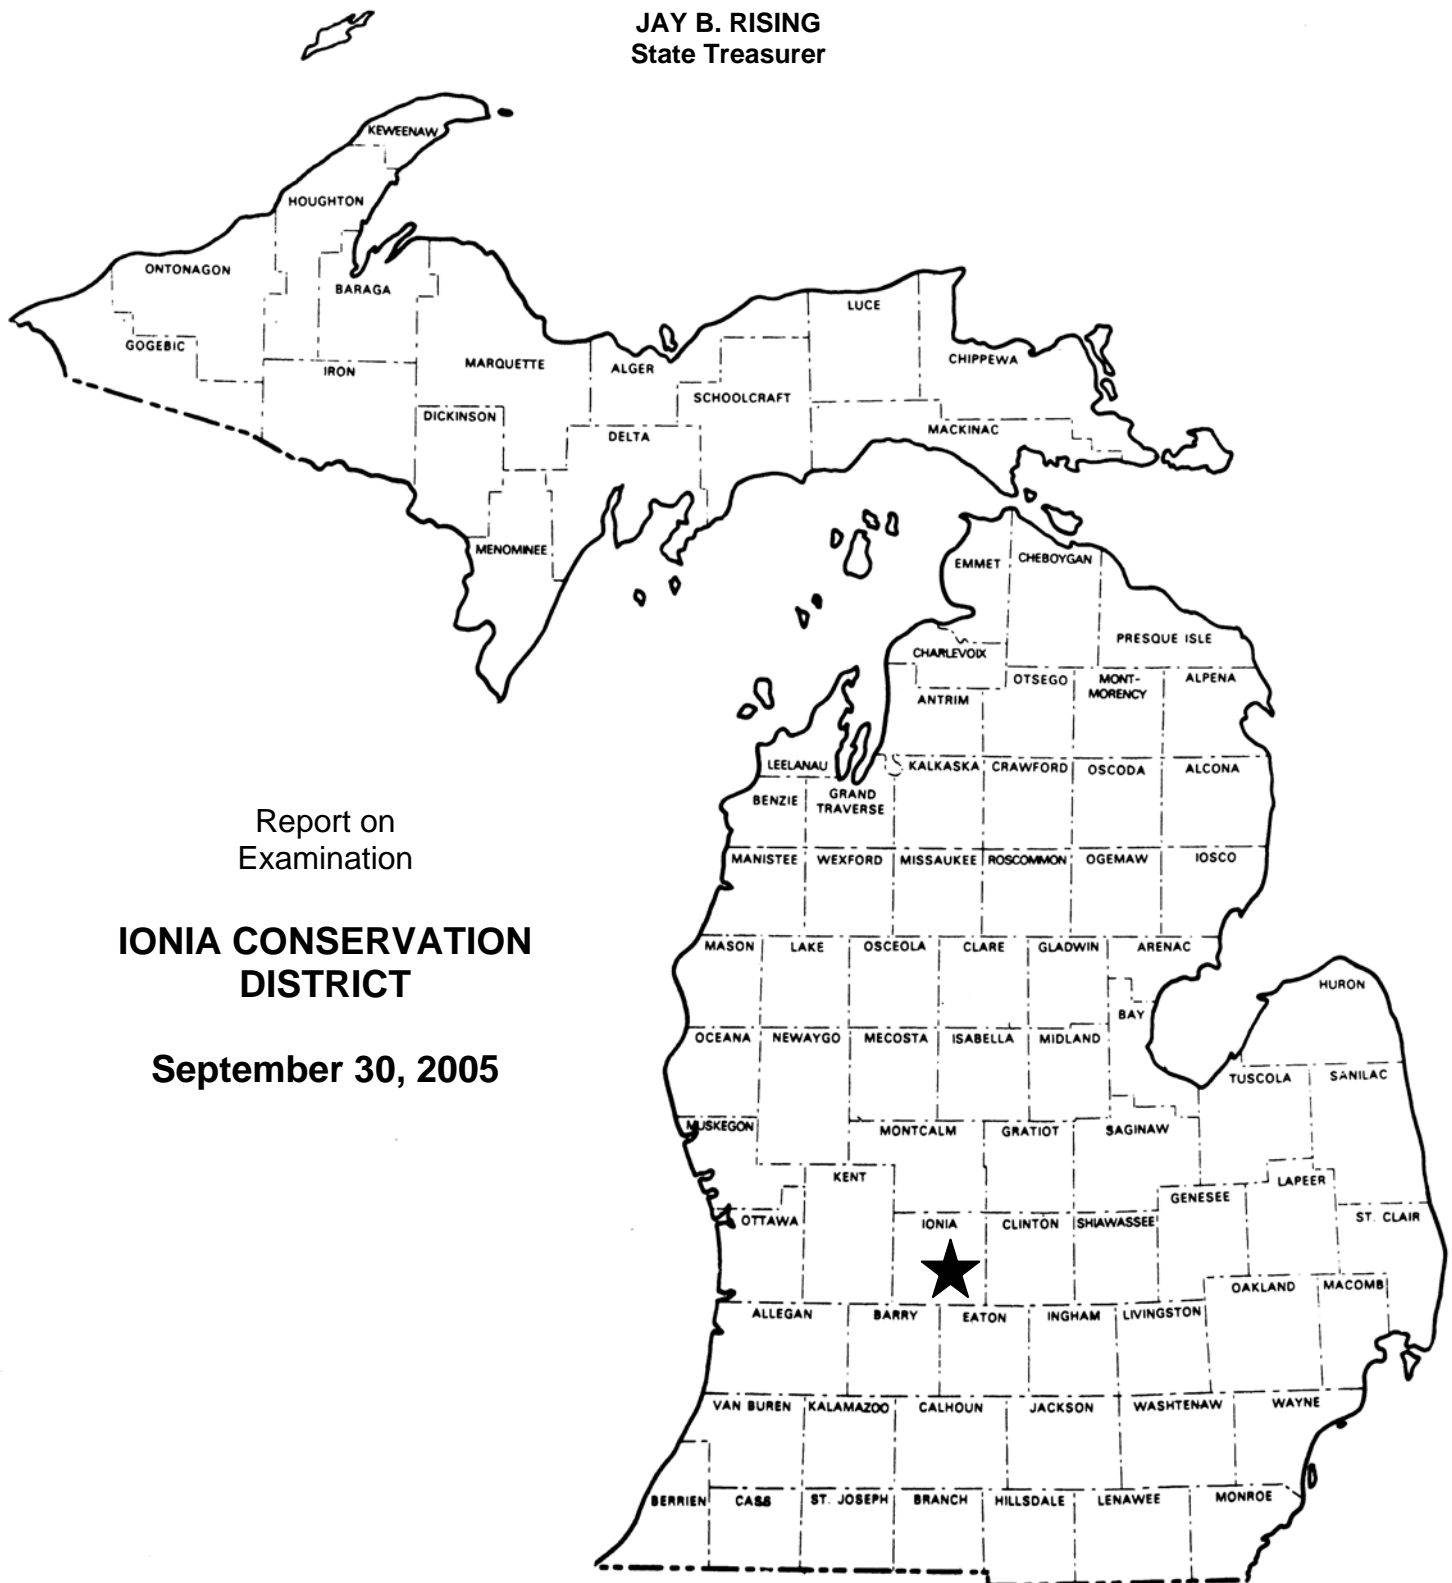 JAY B. RISING
State Treasurer
KEWEENAW
HOUGHTON
ONTONAGON
BARAGA
LUCE
GOGEBIC
IRON
MARQUETTE
ALGER
CHIPPEWA
SCHOOLCRAFT
DICKINSON
DELTA
MACKINAC
MENOMINEE
EMMET
CHEBOYGAN
PRESQUE ISLE
CHARLEVOIX
OTSEGO
MONT-
MORENCY
ALPENA
ANTRIM
LEELANAU
KALKASKA
CRAWFORD
OSCODA
ALCONA
BENZIE
GRAND
TRAVERSE
Report on
Examination
MANISTEE
WEXFORD
MISSAUKEE
ROSCOMMON
OGEMAW
IOSCO
IONIA CONSERVATION
DISTRICT
MASON
LAKE
OSCEOLA
CLARE
GLADWIN
ARENAC
HURON
BAY
OCEANA
NEWAYGO
MECOSTA
ISABELLA
MIDLAND
September 30, 2005
TUSCOLA
SANILAC
MUSKEGON
MONTCALM
GRATIOT
SAGINAW
KENT
GENESEE
LAPEER
OTTAWA
IONIA
CLINTON
SHIAWASSEE
ST. CLAIR
OAKLAND
MACOMB
ALLEGAN
BARRY
EATON
INGHAM
LIVINGSTON
VAN BUREN
KALAMAZOO
CALHOUN
JACKSON
WASHTENAW
WAYNE
BERRIEN
CASS
ST. JOSEPH
BRANCH
HILLSDALE
LENAWEE
MONROE